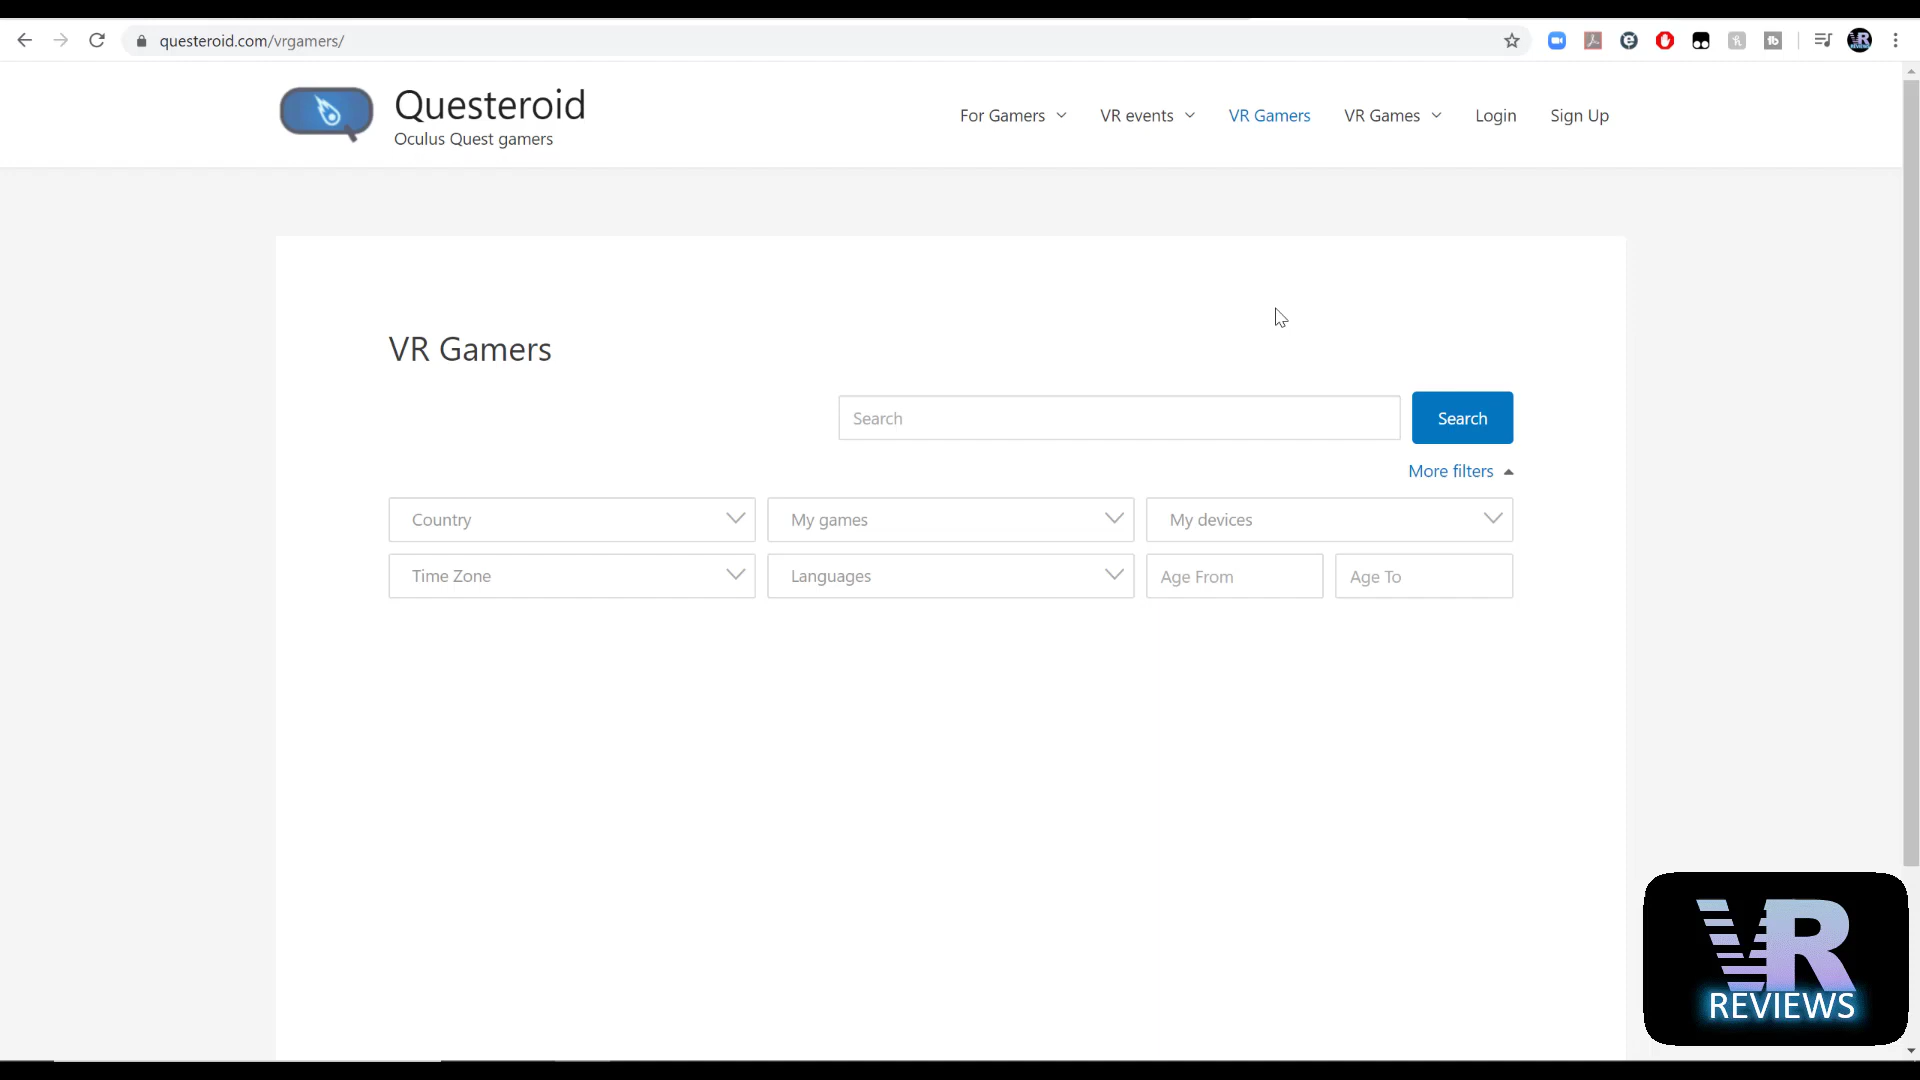 questeroid.com/vrgamers/
Questeroid
Oculus Quest gamers
For Gamers
VR events
VR Gamers
VR Games
Login
Sign Up
VR Gamers
Search
Search
More filters
Country
My games
My devices
Time Zone
Languages
Age From
Age To
VR
REVIEWS